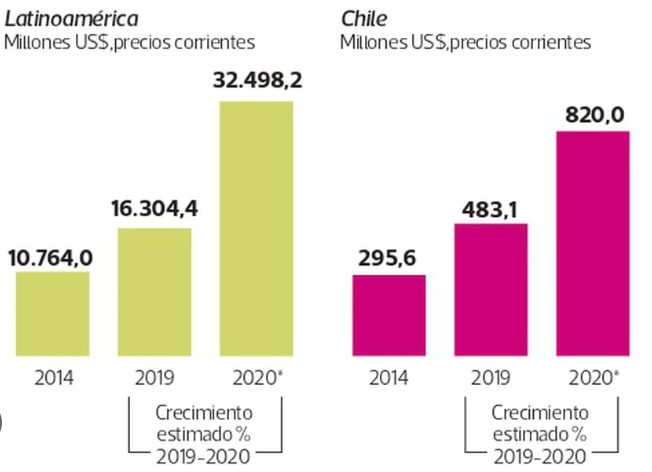 Latinoamérica
Millones US$,precios corrientes
32.498,2
16.304,4
10.764,0
2014
2019
2020*
Crecimiento
estimado %
2019-2020
Chile
Millones US$,precios corrientes
820,0
483,1
295,6
2014
2019
2020*
Crecimiento
estimado %
2019-2020